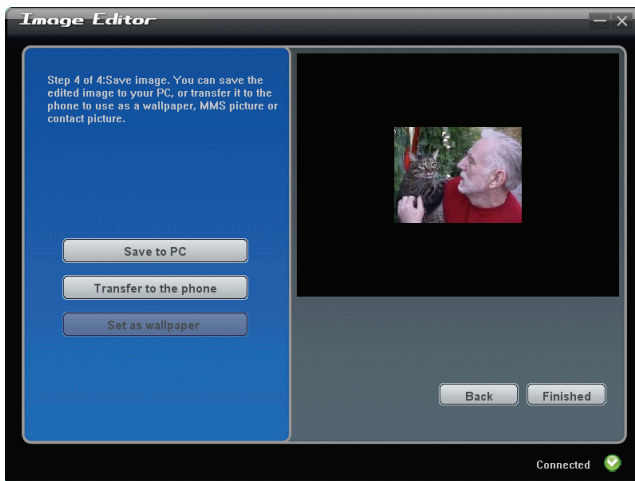 Image Editor
Step 4 of 4:Save image. You can save the
edited image to your PC, or transfer it to the
phone to use as a wallpaper, MMS picture or
contact picture.
Save to PC
Transfer to the phone
Set as wallpaper
Back Finished
Connected